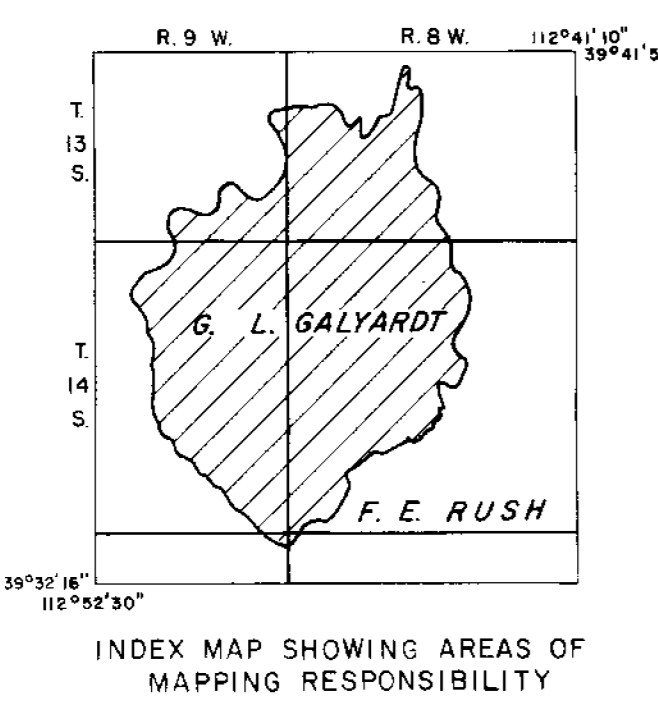 R. 9 W. R. 8 W. 112°41'10"
39°41'5
T.
13
S.
G. L. GALYARDT
T.
14
S.
F. E. RUSH
39°32'16"
112°52'30"
INDEX MAP SHOWING AREAS OF
MAPPING RESPONSIBILITY